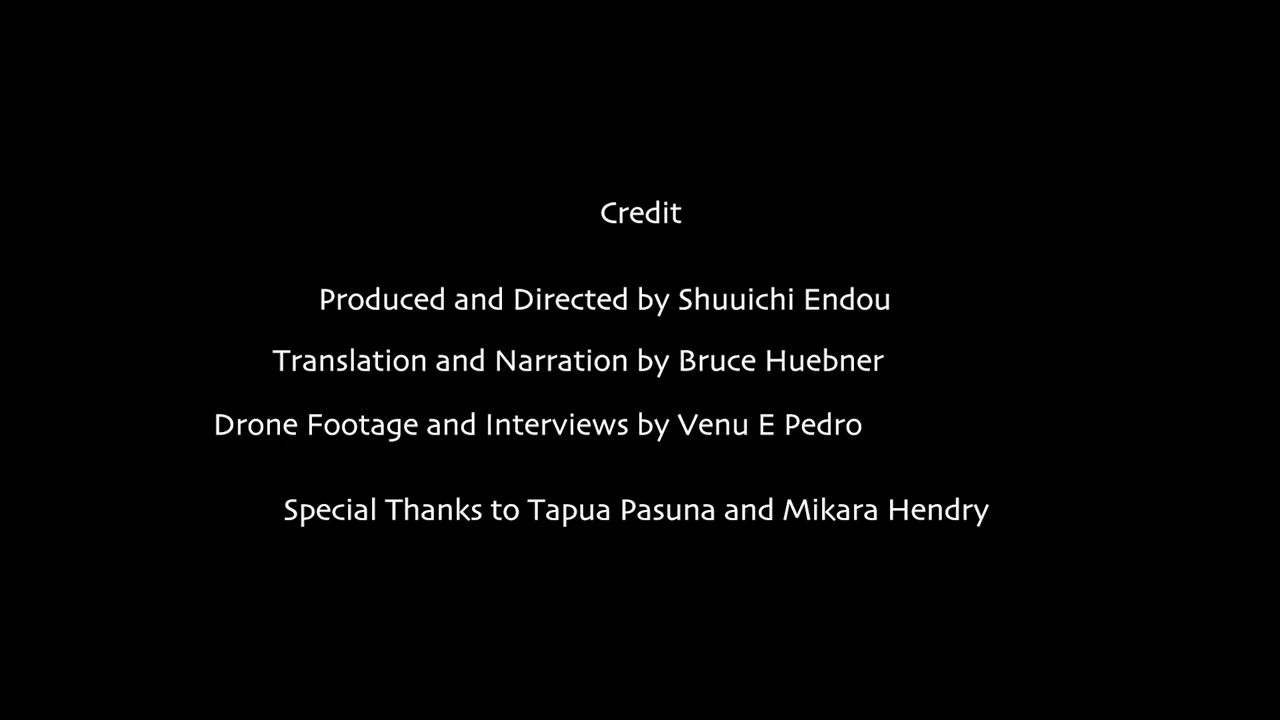 Credit
Produced and Directed by Shuuichi Endou
Translation and Narration by Bruce Huebner
Drone Footage and Interviews by Venu E Pedro
Special Thanks to Tapua Pasuna and Mikara Hendry